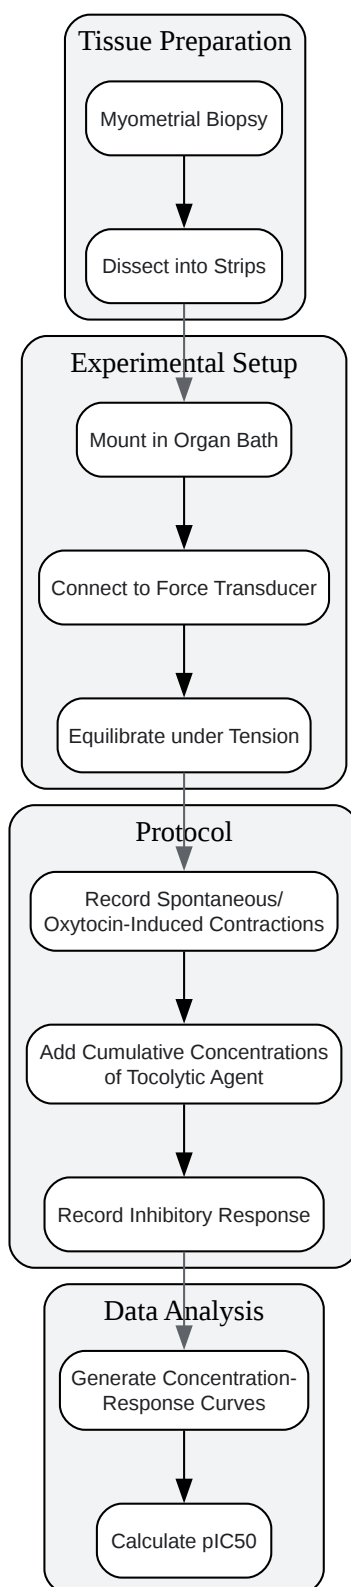 Tissue Preparation
Myometrial Biopsy
Dissect into Strips
Experimental Setup
Mount in Organ Bath
Connect to Force Transducer
Equilibrate under Tension
Protocol
Record Spontaneous/
Oxytocin-Induced Contractions
Add Cumulative Concentrations
of Tocolytic Agent
Record Inhibitory Response
Data Analysis
Generate Concentration-
Response Curves
Calculate pIC50